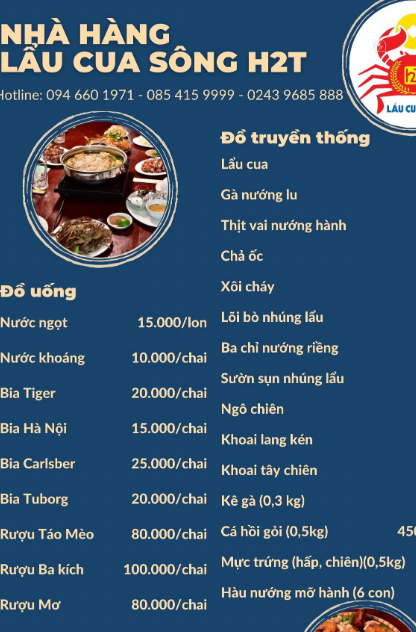 NHÀ HÀNG
LẨU CUA SÔNG H2T
Hotline: 094 660 1971 - 085 415 9999 - 0243 9685 888
LẨU CU
Đồ truyền thống
Lẩu cua
Gà nướng lu
Thịt vai nướng hành
Chả ốc
Xôi cháy
Lõi bò nhúng lẩu
Ba chỉ nướng riềng
Sườn sụn nhúng lẩu
Ngô chiên
Khoai lang kén
Khoai tây chiên
Kê gà (0,3 kg)
Cá hồi gỏi (0,5kg) 450
Mực trứng (hấp, chiên)(0,5kg)
Hàu nướng mỡ hành (6 con)
Đồ uống
Nước ngọt 15.000/lon
Nước khoáng 10.000/chai
Bia Tiger 20.000/chai
Bia Hà Nội 15.000/chai
Bia Carlsber 25.000/chai
Bia Tuborg 20.000/chai
Rượu Táo Mèo 80.000/chai
Rượu Ba kích 100.000/chai
Rượu Mơ 80.000/chai